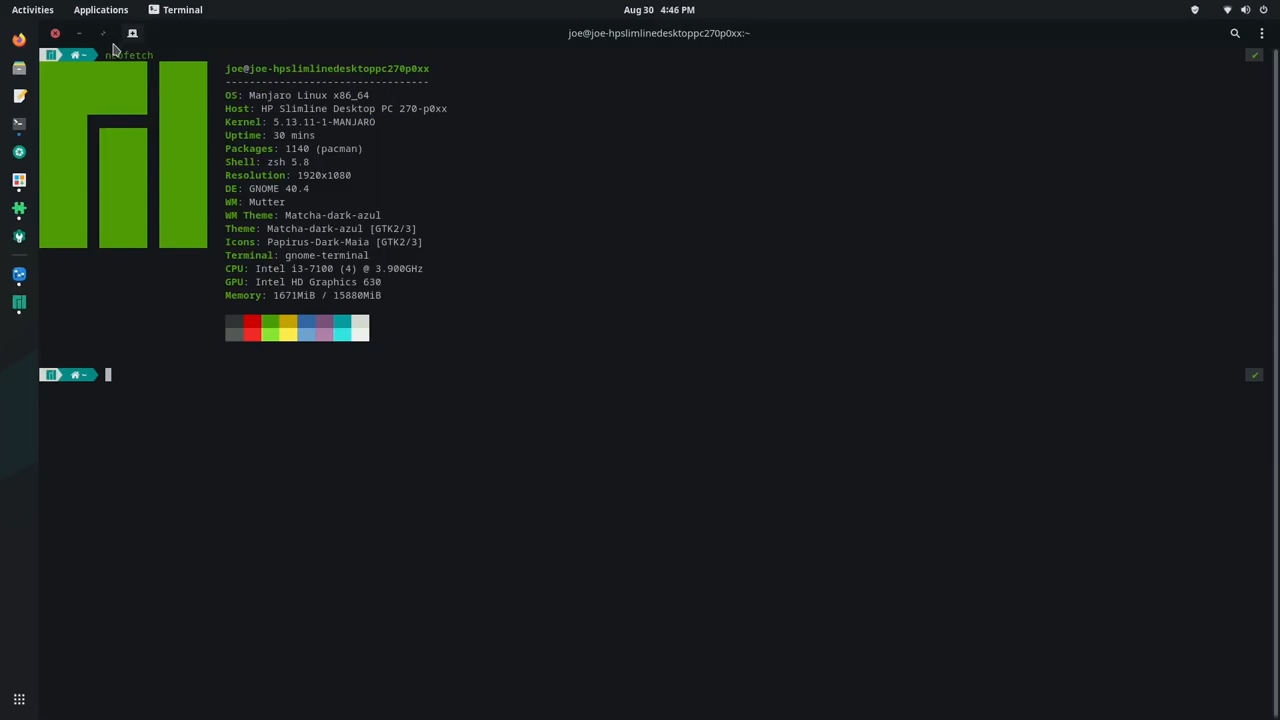 Activities Applications Terminal Aug 30 4:46 PM
joe@joe-hpslimlinedesktoppc270p0xx:~
~ neofetch
joe@joe-hpslimlinedesktoppc270p0xx
----------------------------------
OS: Manjaro Linux x86_64
Host: HP Slimline Desktop PC 270-p0xx
Kernel: 5.13.11-1-MANJARO
Uptime: 30 mins
Packages: 1140 (pacman)
Shell: zsh 5.8
Resolution: 1920x1080
DE: GNOME 40.4
WM: Mutter
WM Theme: Matcha-dark-azul
Theme: Matcha-dark-azul [GTK2/3]
Icons: Papirus-Dark-Maia [GTK2/3]
Terminal: gnome-terminal
CPU: Intel i3-7100 (4) @ 3.900GHz
GPU: Intel HD Graphics 630
Memory: 1671MiB / 15880MiB
~